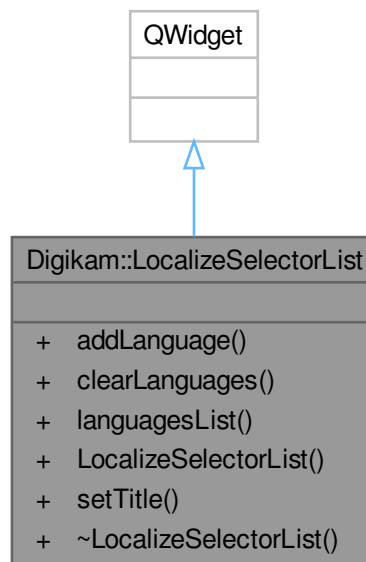 QWidget
Digikam::LocalizeSelectorList
+ addLanguage()
+ clearLanguages()
+ languagesList()
+ LocalizeSelectorList()
+ setTitle()
+ ~LocalizeSelectorList()